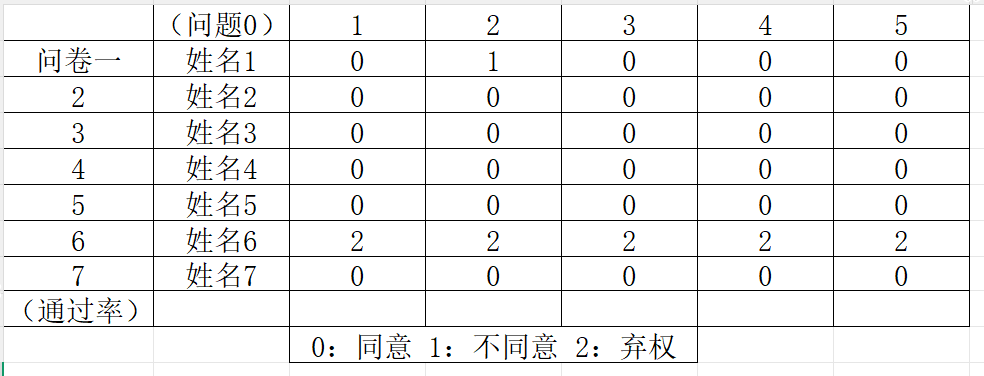 （问题0） 1 2 3 4 5
问卷一 姓名1 0 1 0 0 0
2 姓名2 0 0 0 0 0
3 姓名3 0 0 0 0 0
4 姓名4 0 0 0 0 0
5 姓名5 0 0 0 0 0
6 姓名6 2 2 2 2 2
7 姓名7 0 0 0 0 0
（通过率）
0：同意 1：不同意 2：弃权